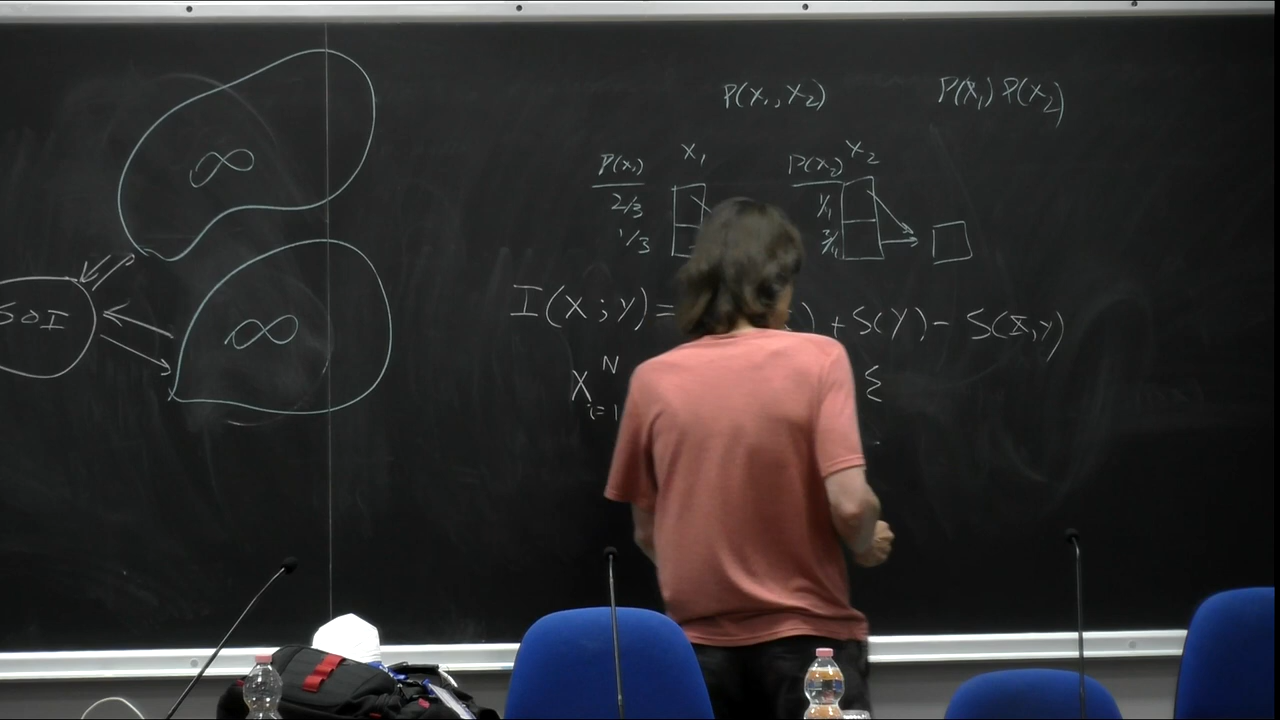 ∞
∞
SOI
P(X₁, X₂) P(X₁) P(X₂)
P(X₁) X₁ P(X₂) X₂
2/3
1/3
I(X ; Y) = ) + S(Y) - S(X,Y)
X N i=1